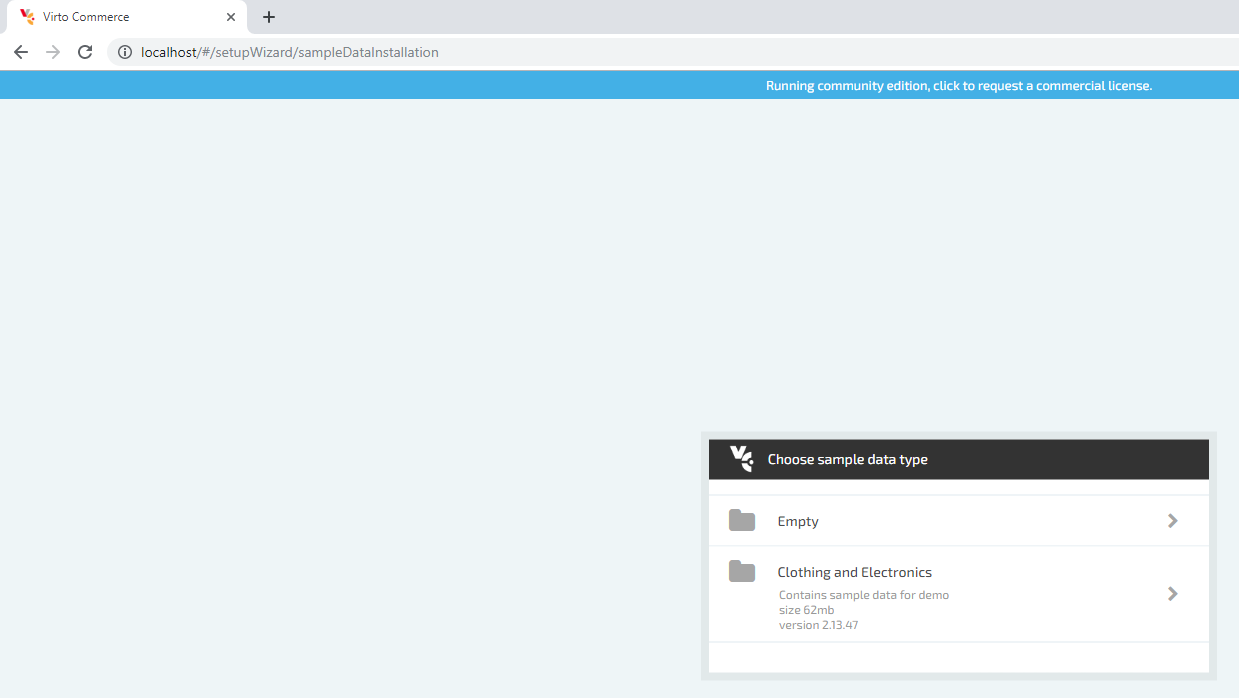 Virto Commerce
localhost/#/setupWizard/sampleDataInstallation
Running community edition, click to request a commercial license.
Choose sample data type
Empty
Clothing and Electronics
Contains sample data for demo
size 62mb
version 2.13.47